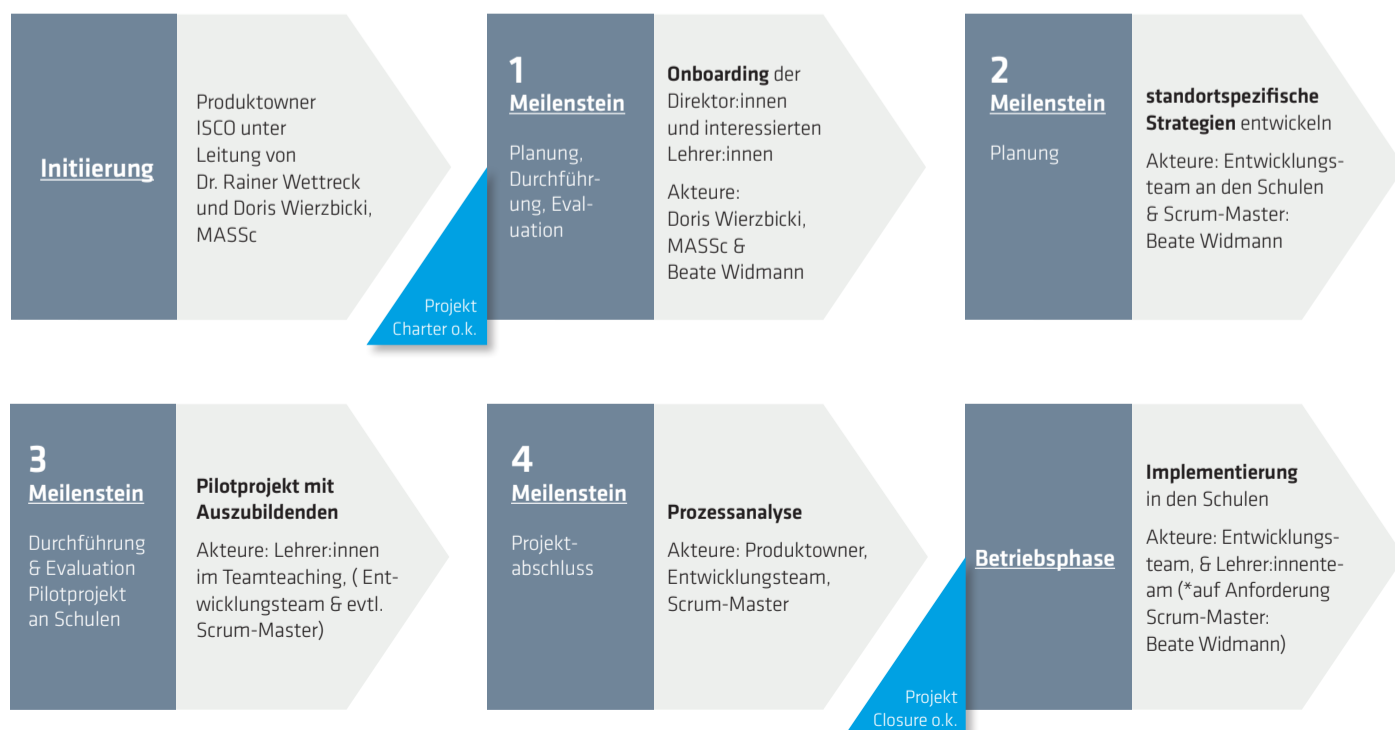 Initiierung
Produktowner
ISCO unter
Leitung von
Dr. Rainer Wettreck
und Doris Wierzbicki,
MASSc
Projekt
Charter o.k.
1
Meilenstein
Planung,
Durchführ-
ung, Eval-
uation
Onboarding der
Direktor:innen
und interessierten
Lehrer:innen
Akteure:
Doris Wierzbicki,
MASSc &
Beate Widmann
2
Meilenstein
Planung
standortspezifische
Strategien entwickeln
Akteure: Entwicklungs-
team an den Schulen
& Scrum-Master:
Beate Widmann
3
Meilenstein
Durchführung
& Evaluation
Pilotprojekt
an Schulen
Pilotprojekt mit
Auszubildenden
Akteure: Lehrer:innen
im Teamteaching, ( Ent-
wicklungsteam & evtl.
Scrum-Master)
4
Meilenstein
Projekt-
abschluss
Prozessanalyse
Akteure: Produktowner,
Entwicklungsteam,
Scrum-Master
Projekt
Closure o.k.
Betriebsphase
Implementierung
in den Schulen
Akteure: Entwicklungs-
team, & Lehrer:innente-
am (*auf Anforderung
Scrum-Master:
Beate Widmann)